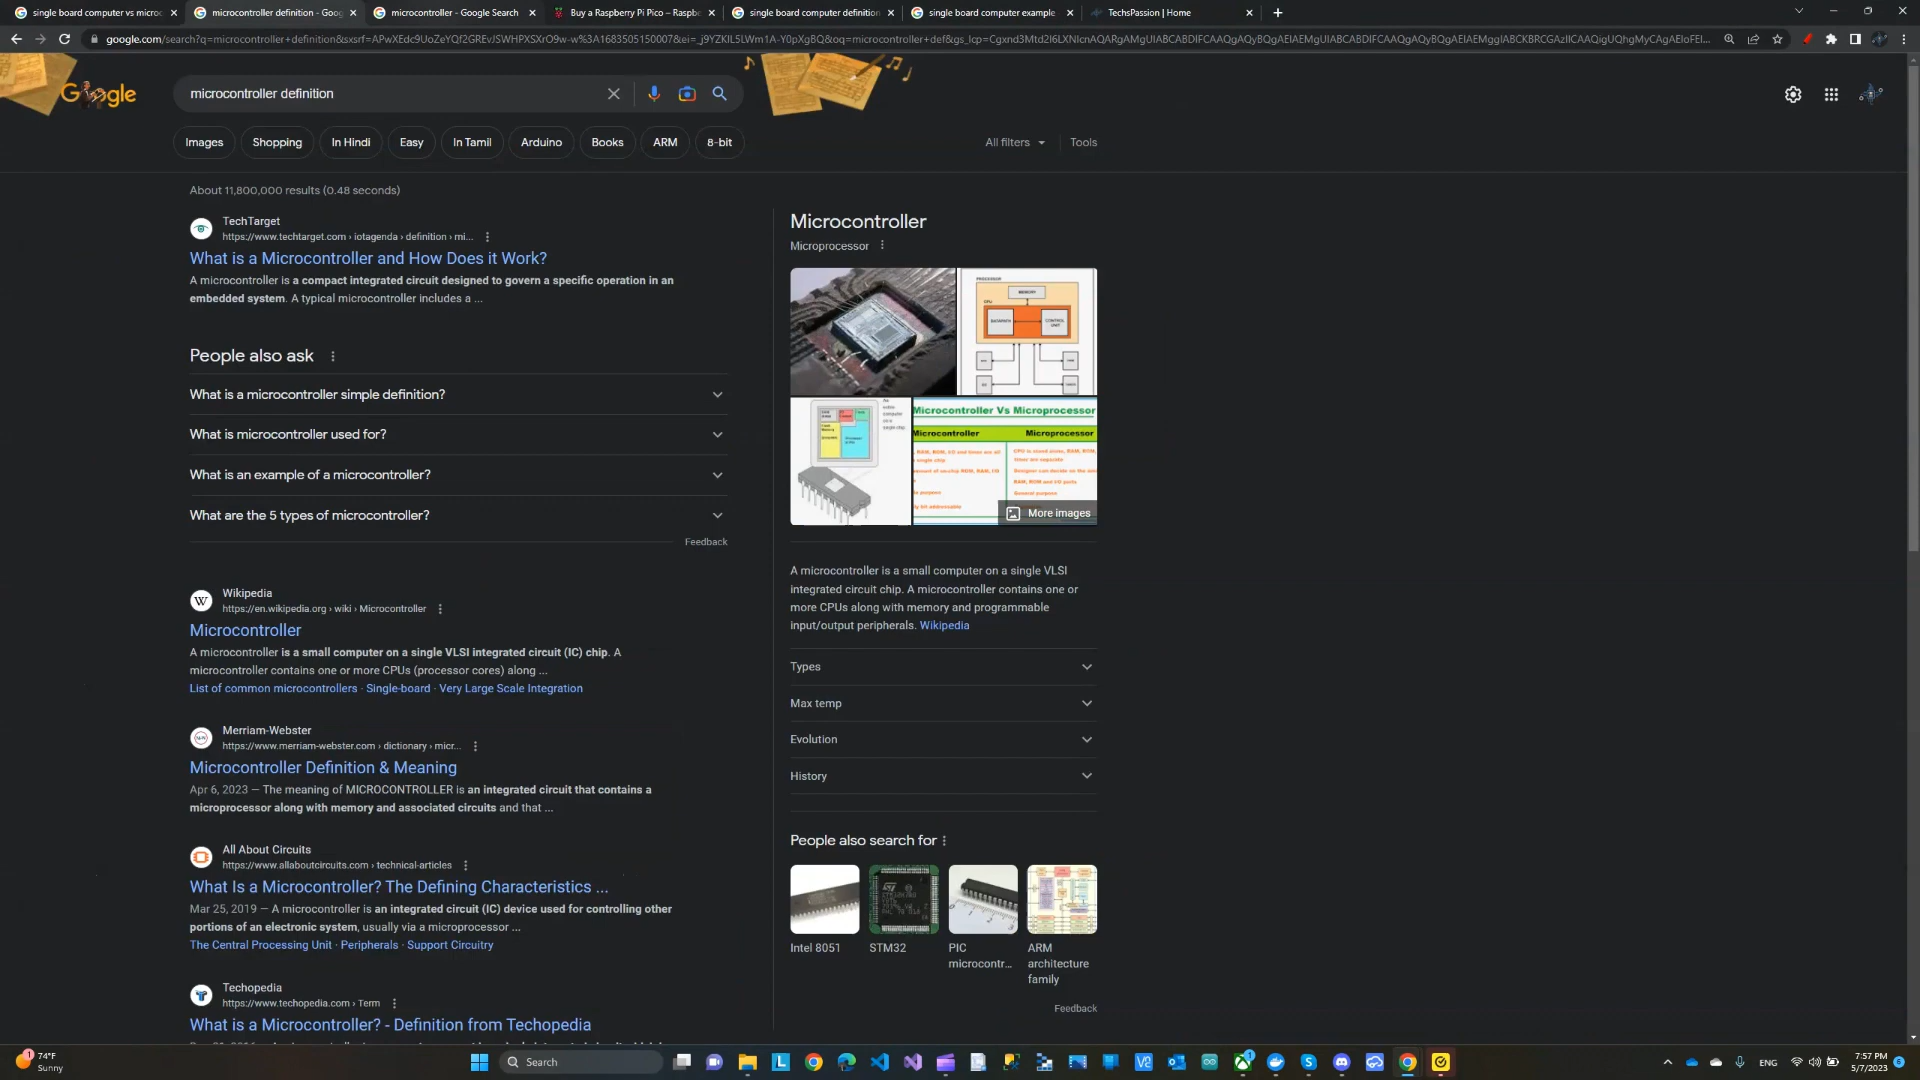 single board computer vs microc
microcontroller definition - Goog
microcontroller - Google Search
Buy a Raspberry Pi Pico – Raspb
single board computer definition
single board computer example
TechsPassion | Home
Google
microcontroller definition
Images
Shopping
In Hindi
Easy
In Tamil
Arduino
Books
ARM
8-bit
All filters
Tools
About 11,800,000 results (0.48 seconds)
TechTarget
https://www.techtarget.com › iotagenda › definition › mi...
What is a Microcontroller and How Does it Work?
A microcontroller is a compact integrated circuit designed to govern a specific operation in an
embedded system. A typical microcontroller includes a ...
People also ask
What is a microcontroller simple definition?
What is microcontroller used for?
What is an example of a microcontroller?
What are the 5 types of microcontroller?
Feedback
Wikipedia
https://en.wikipedia.org › wiki › Microcontroller
Microcontroller
A microcontroller is a small computer on a single VLSI integrated circuit (IC) chip. A
microcontroller contains one or more CPUs (processor cores) along ...
List of common microcontrollers · Single-board · Very Large Scale Integration
Merriam-Webster
https://www.merriam-webster.com › dictionary › micr...
Microcontroller Definition & Meaning
Apr 6, 2023 — The meaning of MICROCONTROLLER is an integrated circuit that contains a
microprocessor along with memory and associated circuits and that ...
All About Circuits
https://www.allaboutcircuits.com › technical-articles
What Is a Microcontroller? The Defining Characteristics ...
Mar 25, 2019 — A microcontroller is an integrated circuit (IC) device used for controlling other
portions of an electronic system, usually via a microprocessor ...
The Central Processing Unit · Peripherals · Support Circuitry
Techopedia
https://www.techopedia.com › Term
What is a Microcontroller? - Definition from Techopedia
Microcontroller
Microprocessor
PROCESSOR
MEMORY
CPU
DATAPATH
CONTROL UNIT
Microcontroller Vs Microprocessor
Microcontroller
Microprocessor
More images
A microcontroller is a small computer on a single VLSI
integrated circuit chip. A microcontroller contains one or
more CPUs along with memory and programmable
input/output peripherals. Wikipedia
Types
Max temp
Evolution
History
People also search for
Intel 8051
STM32
PIC
microcontr...
ARM
architecture
family
Feedback
74°F
Sunny
Search
ENG
7:57 PM
5/7/2023